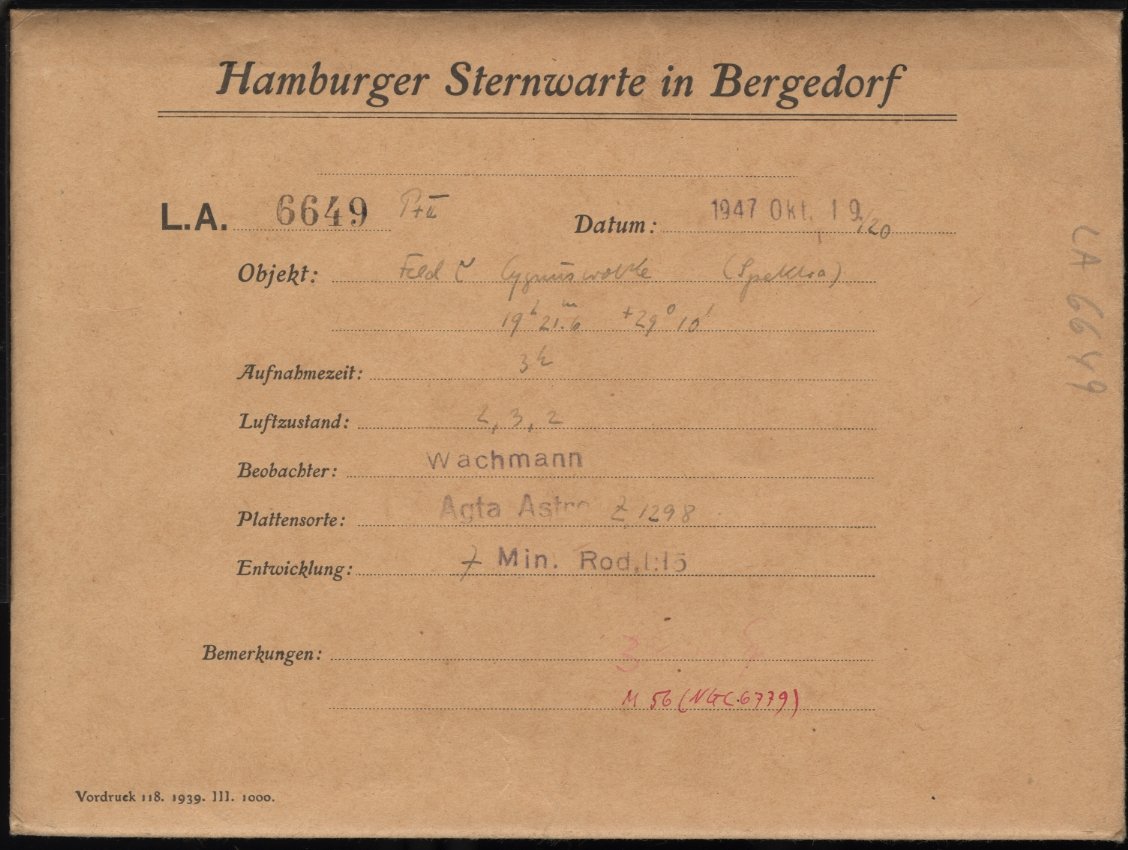 Hamburger Sternwarte in Bergedorf
L.A. 6649 Datum: 1947 Okt. 19/20
Objekt: Feld Cygnuswolke (Spektra)
19h 21.m6 +29° 10'
Aufnahmezeit: 3h
Luftzustand: 2, 3, 2
Beobachter: Wachmann
Plattensorte: Agfa Astro Z 1298
Entwicklung: 7 Min. Rod. 1:15
Bemerkungen: 3
M 56 (NGC 6779)
Vordruck 118. 1939. III. 1000.
LA 6649